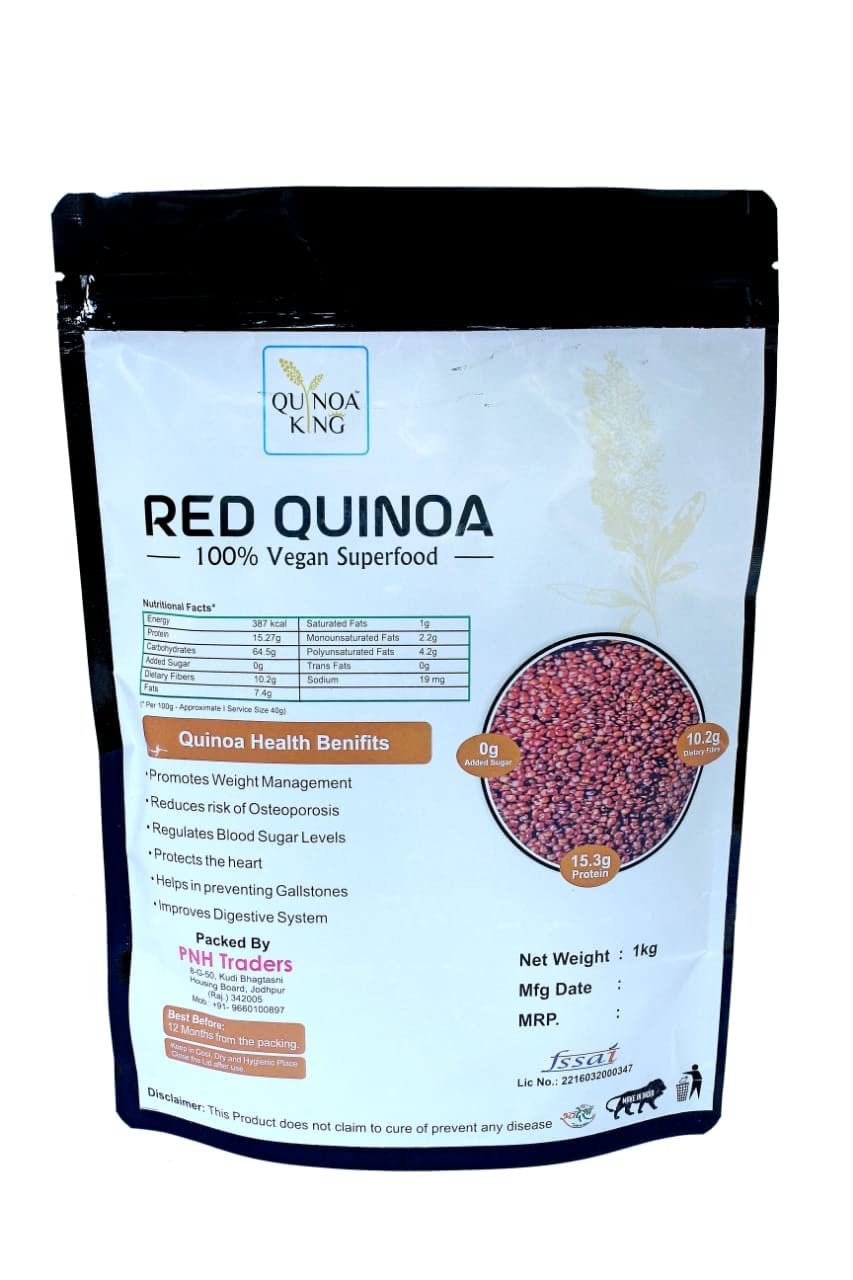 QUINOA™
KING
RED QUINOA
100% Vegan Superfood
Nutritional Facts*
Energy 387 kcal Saturated Fats 1g
Protein 15.27g Monounsaturated Fats 2.2g
Carbohydrates 64.5g Polyunsaturated Fats 4.2g
Added Sugar 0g Trans Fats 0g
Dietary Fibers 10.2g Sodium 19 mg
Fats 7.4g
(* Per 100g - Approximate I Service Size 40g)
Quinoa Health Benifits
0g
Added Sugar
10.2g
Dietary Fibre
15.3g
Protein
•Promotes Weight Management
•Reduces risk of Osteoporosis
•Regulates Blood Sugar Levels
•Protects the heart
•Helps in preventing Gallstones
•Improves Digestive System
Packed By
PNH Traders
8-G-50, Kudi Bhagtasni
Housing Board, Jodhpur
(Raj.) 342005
Mob. +91- 9660100897
Best Before:
12 Months from the packing.
Keep in Cool, Dry and Hygienic Place
Close the Lid after use.
Net Weight : 1kg
Mfg Date :
MRP. :
fssai
Lic No.: 2216032000347
MAKE IN INDIA
Disclaimer: This Product does not claim to cure of prevent any disease